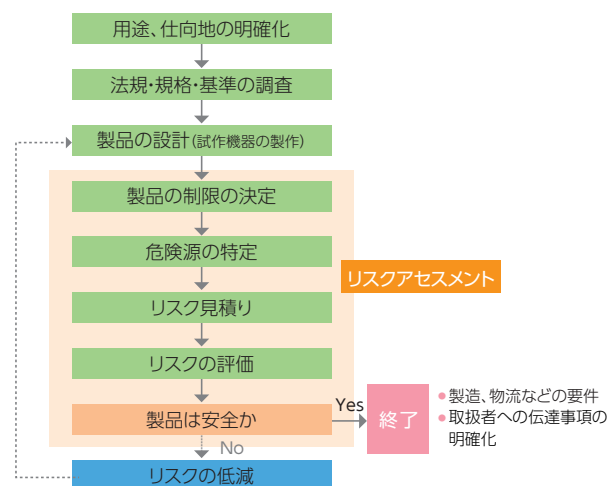 用途、仕向地の明確化
法規・規格・基準の調査
製品の設計(試作機器の製作)
製品の制限の決定
危険源の特定
リスクアセスメント
リスク見積り
リスクの評価
製品は安全か
Yes
終了
●製造、物流などの要件
●取扱者への伝達事項の
明確化
No
リスクの低減